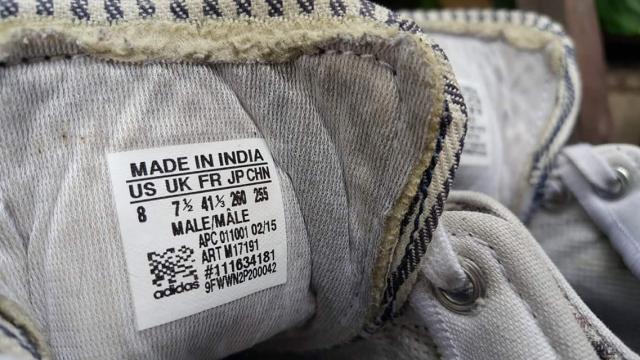 MADE IN INDIA
US UK FR JP CHN
8 7½ 41⅓ 260 255
MALE/MÂLE
APC 011001 02/15
ART M17191
#111634181
9FWWN2P200042
adidas